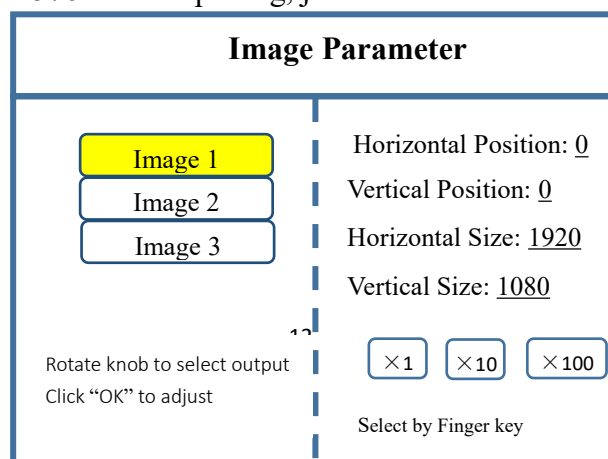 Image Parameter
Image 1
Image 2
Image 3
Rotate knob to select output
Click “OK” to adjust
Horizontal Position: 0
Vertical Position: 0
Horizontal Size: 1920
Vertical Size: 1080
×1
×10
×100
Select by Finger key